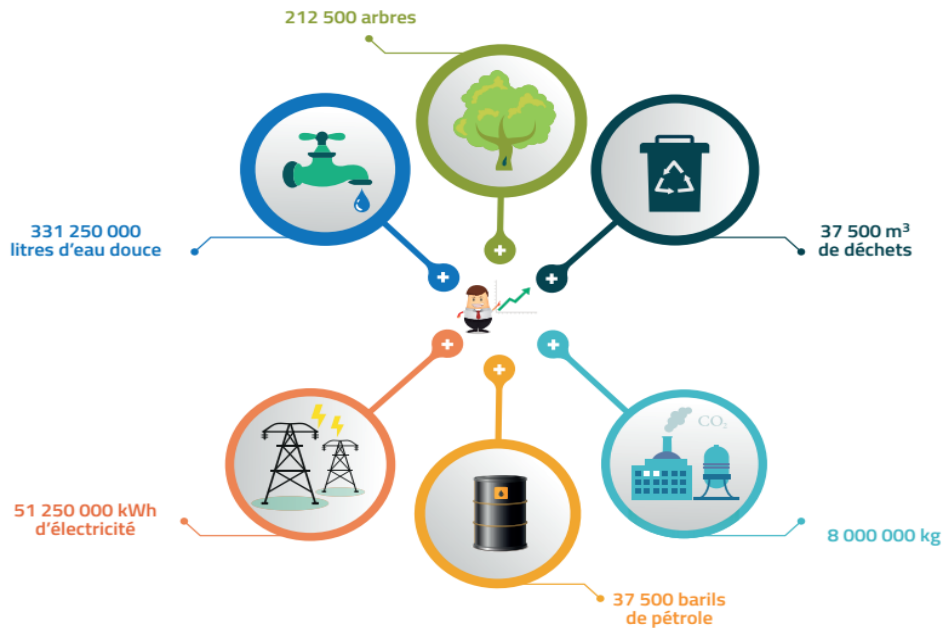 212 500 arbres
331 250 000
litres d’eau douce
37 500 m³
de déchets
CO₂
51 250 000 kWh
d’électricité
8 000 000 kg
37 500 barils
de pétrole